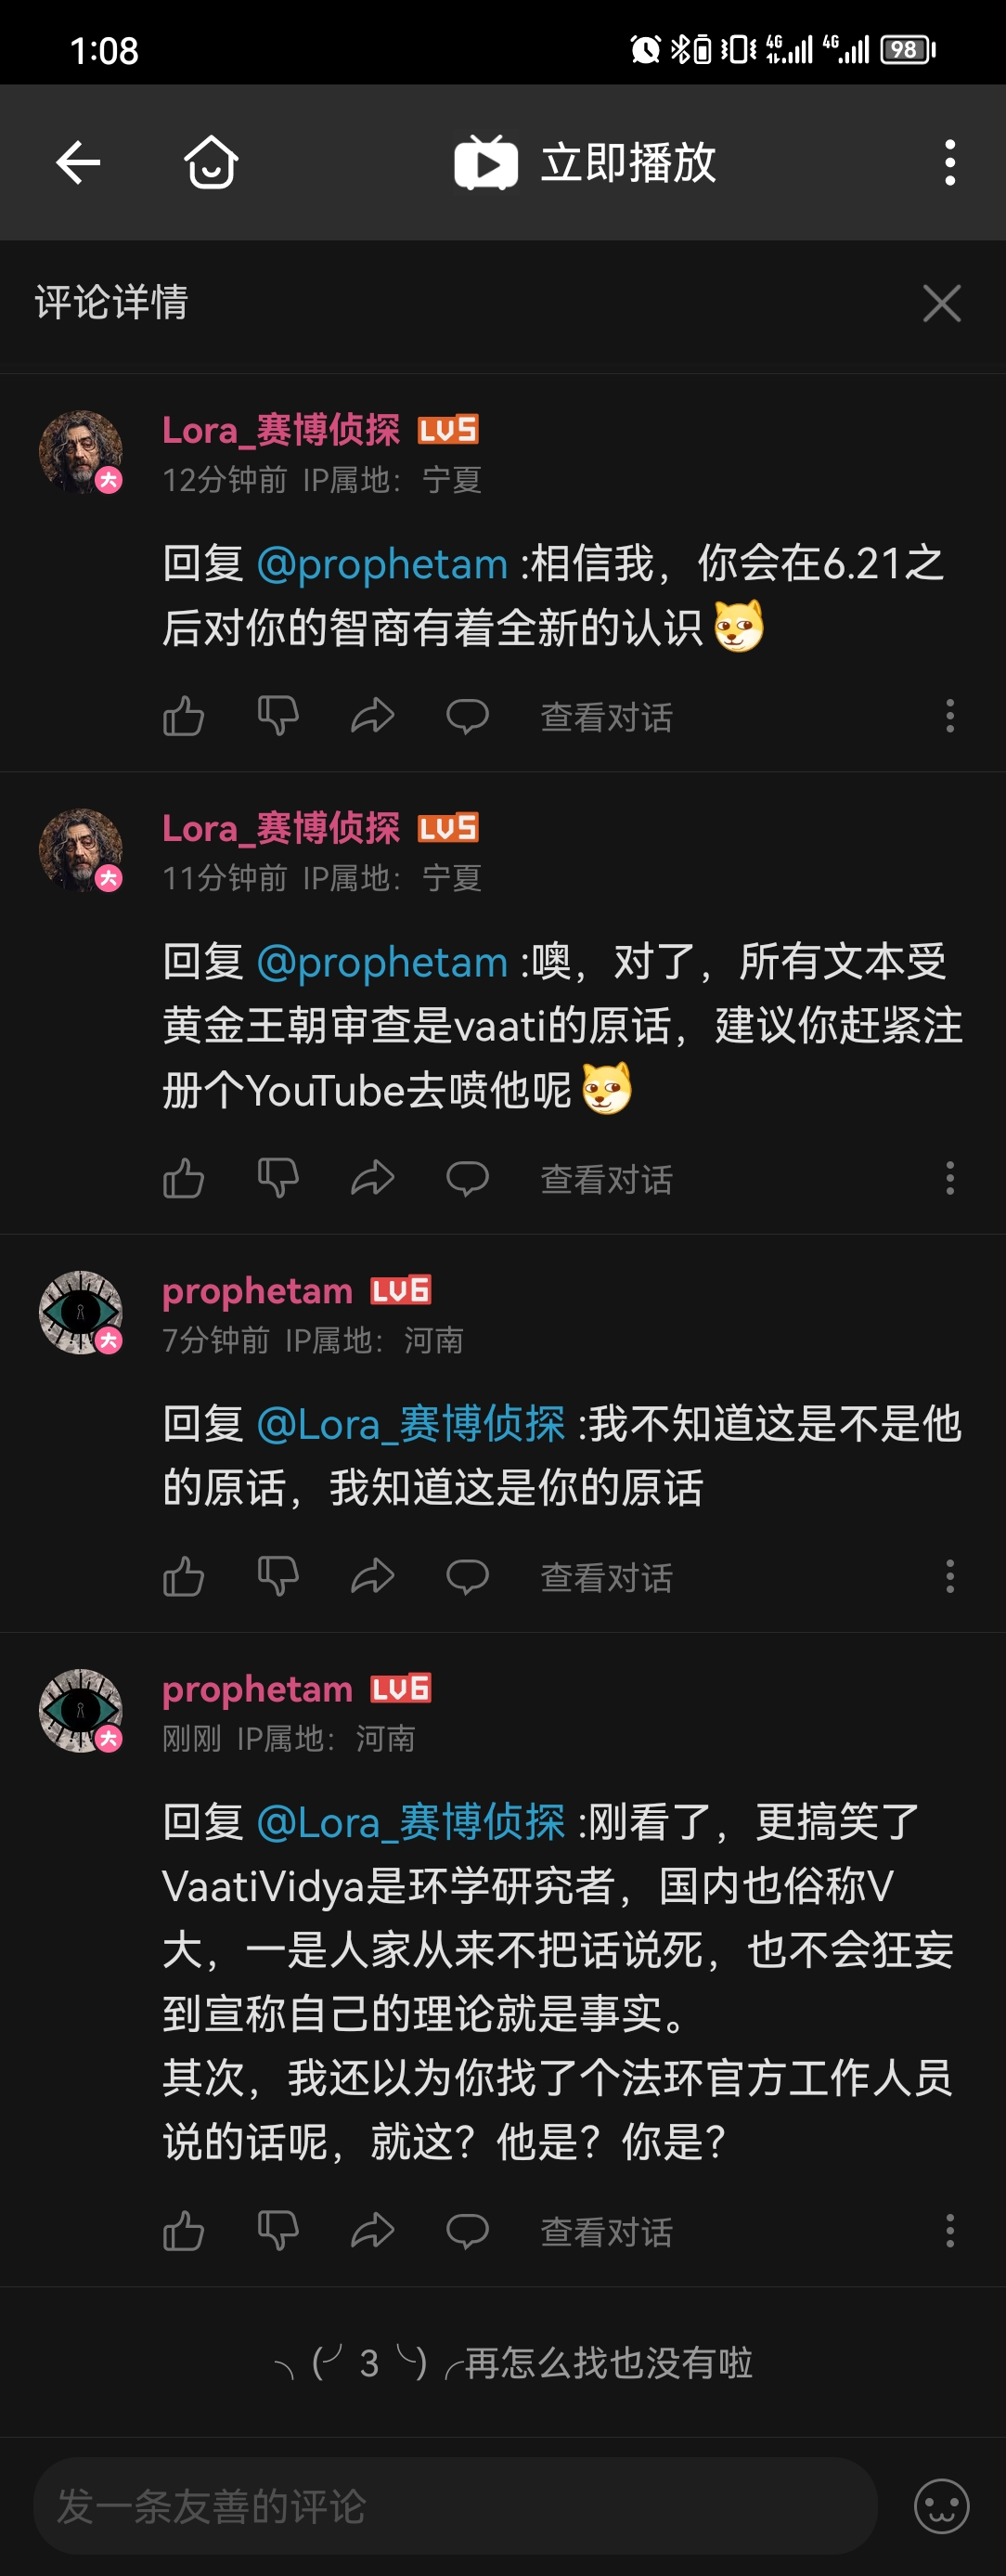 1:08
4G 4G 98
立即播放
评论详情
Lora_赛博侦探 LV5
12分钟前 IP属地：宁夏
回复 @prophetam :相信我，你会在6.21之
后对你的智商有着全新的认识
查看对话
Lora_赛博侦探 LV5
11分钟前 IP属地：宁夏
回复 @prophetam :噢，对了，所有文本受
黄金王朝审查是vaati的原话，建议你赶紧注
册个YouTube去喷他呢
查看对话
prophetam LV6
7分钟前 IP属地：河南
回复 @Lora_赛博侦探 :我不知道这是不是他
的原话，我知道这是你的原话
查看对话
prophetam LV6
刚刚 IP属地：河南
回复 @Lora_赛博侦探 :刚看了，更搞笑了
VaatiVidya是环学研究者，国内也俗称V
大，一是人家从来不把话说死，也不会狂妄
到宣称自己的理论就是事实。
其次，我还以为你找了个法环官方工作人员
说的话呢，就这？他是？你是？
查看对话
╮(╯3╰)╭再怎么找也没有啦
发一条友善的评论